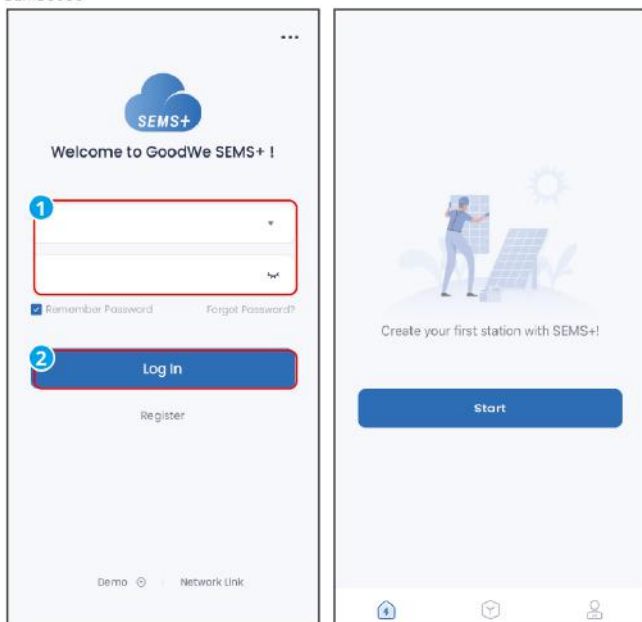 ...
SEMS+
Welcome to GoodWe SEMS+ !
1
Remember Password Forgot Password?
2
Log In
Register
Demo Network Link
Create your first station with SEMS+!
Start